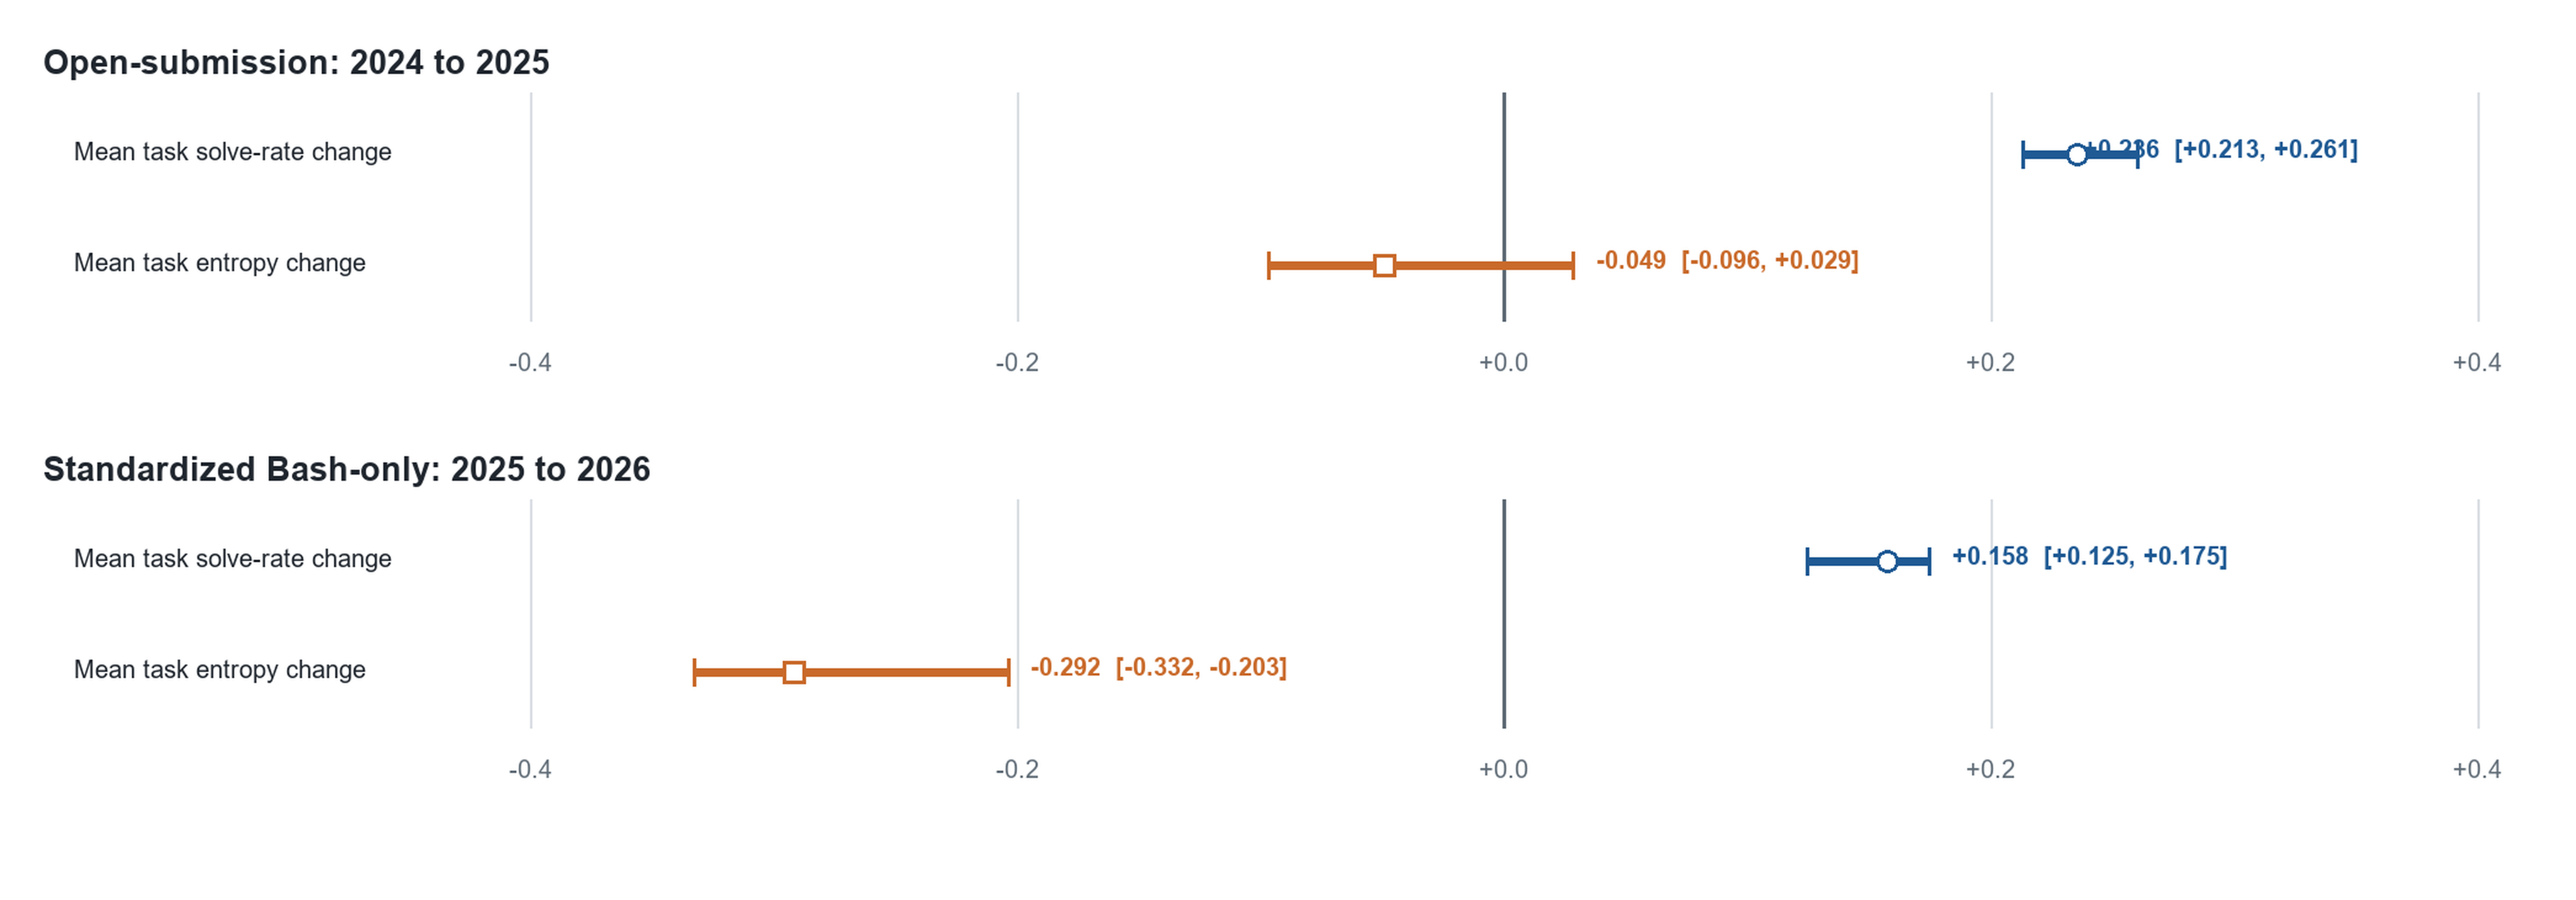 Open-submission: 2024 to 2025
Mean task solve-rate change +0.236 [+0.213, +0.261]
Mean task entropy change -0.049 [-0.096, +0.029]
-0.4 -0.2 +0.0 +0.2 +0.4
Standardized Bash-only: 2025 to 2026
Mean task solve-rate change +0.158 [+0.125, +0.175]
Mean task entropy change -0.292 [-0.332, -0.203]
-0.4 -0.2 +0.0 +0.2 +0.4